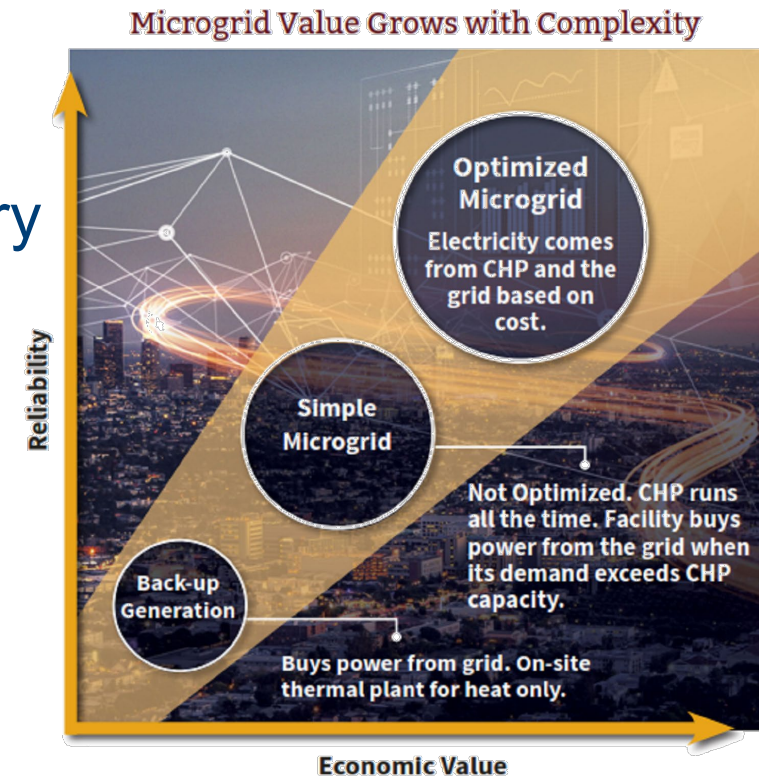 Microgrid Value Grows with Complexity
ry
Reliability
Optimized
Microgrid
Electricity comes
from CHP and the
grid based on
cost.
Simple
Microgrid
Not Optimized. CHP runs
all the time. Facility buys
power from the grid when
its demand exceeds CHP
capacity.
Back-up
Generation
Buys power from grid. On-site
thermal plant for heat only.
Economic Value